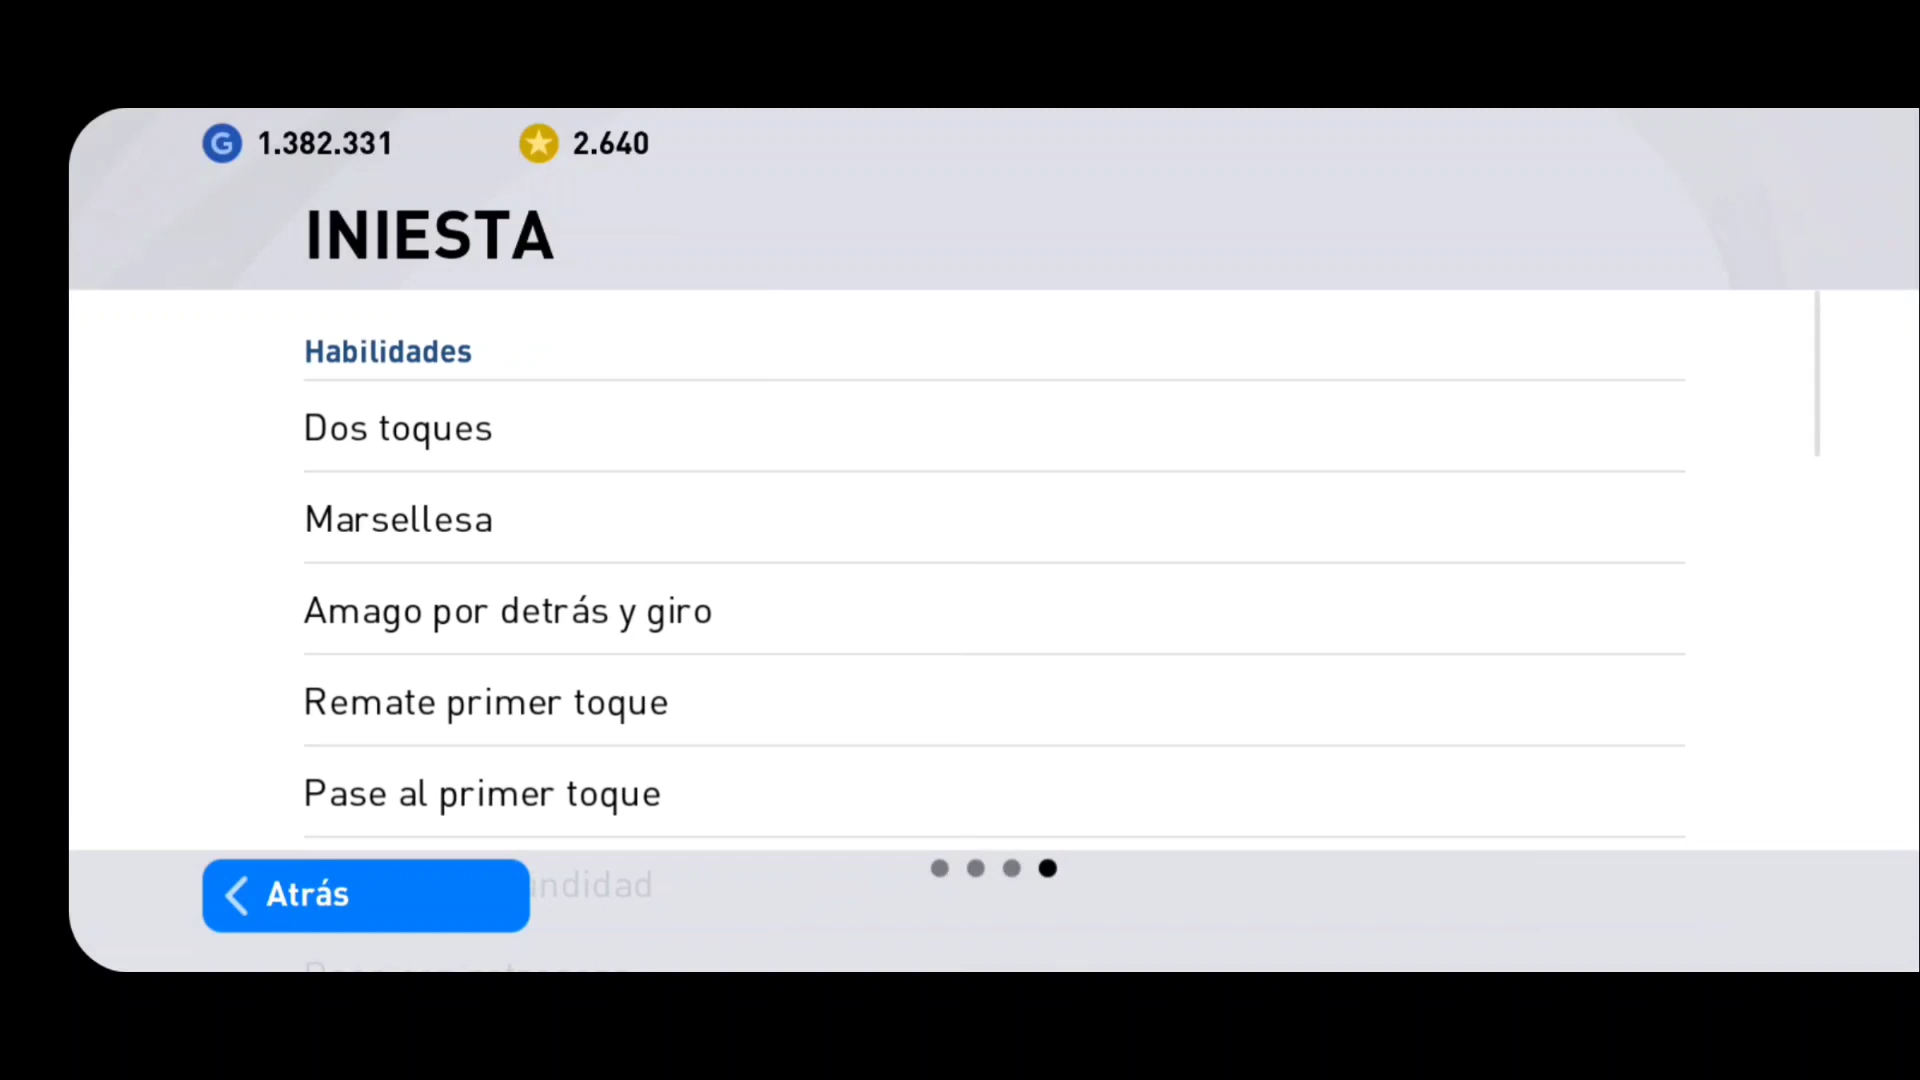 G 1.382.331 2.640
INIESTA
Habilidades
Dos toques
Marsellesa
Amago por detrás y giro
Remate primer toque
Pase al primer toque
Atrás